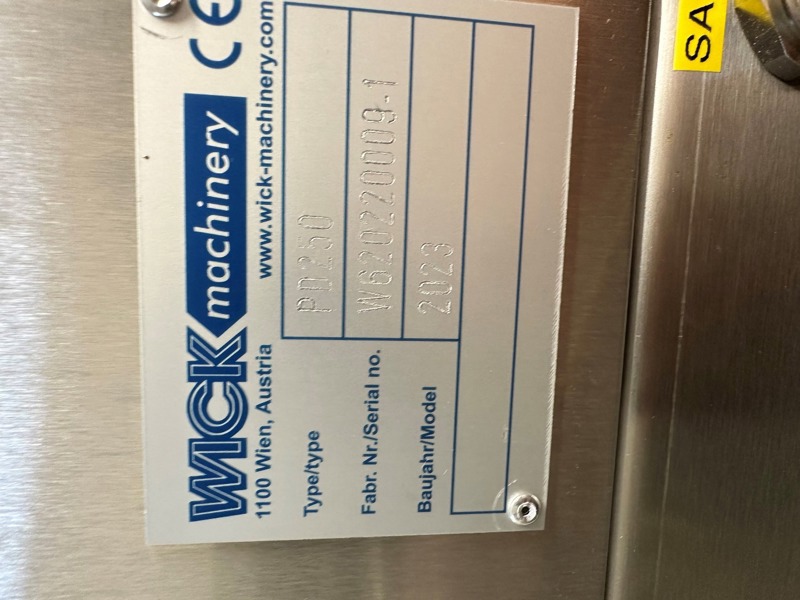 WICK machinery CE
1100 Wien, Austria www.wick-machinery.com
Type/type PD250
Fabr. Nr./Serial no. W620220009-1
Baujahr/Model 2023
SA